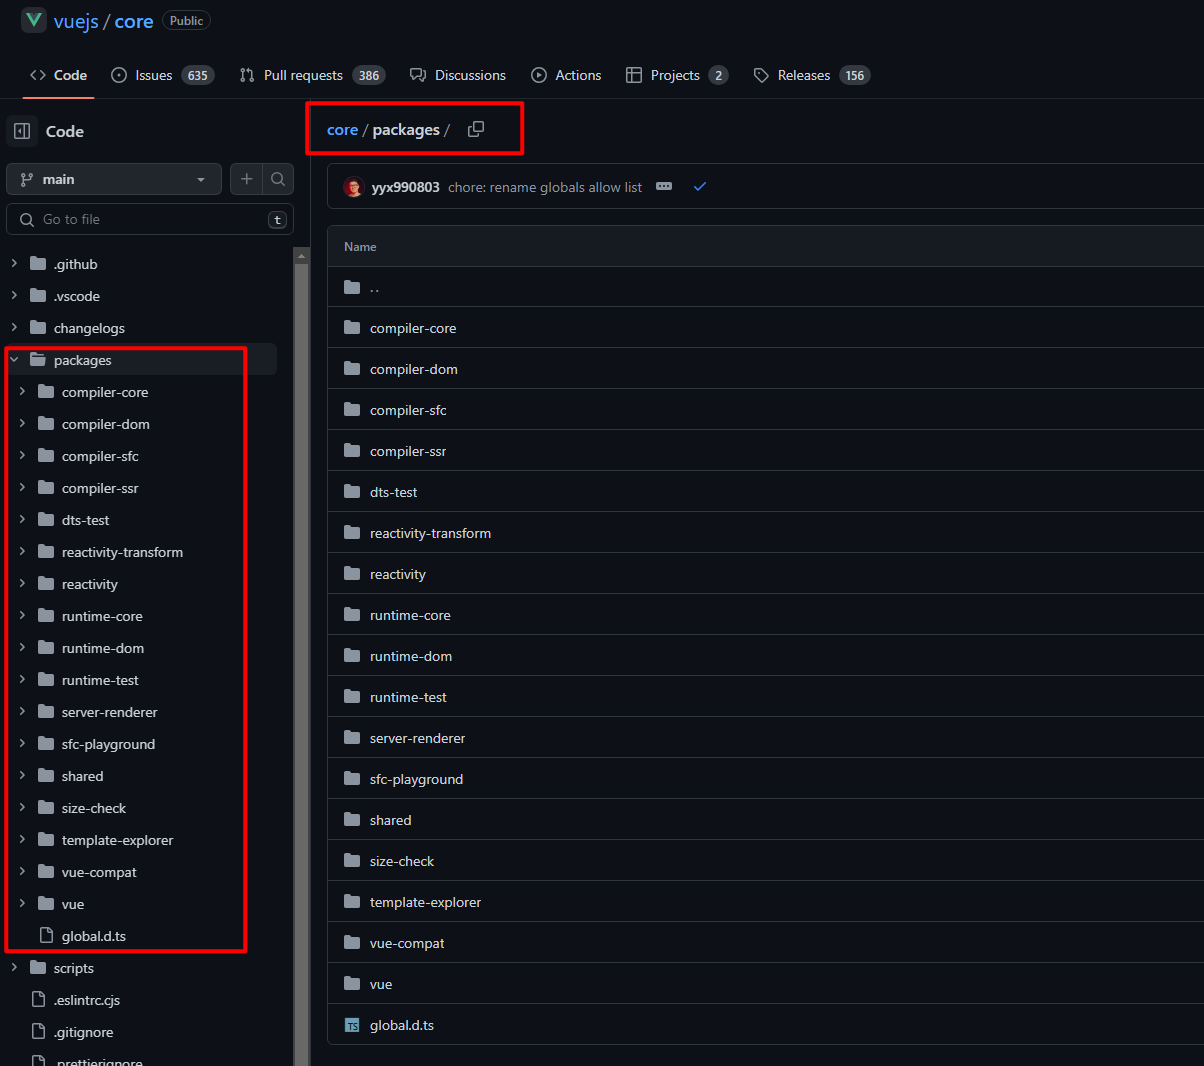 vuejs / core Public
Code Issues 635 Pull requests 386 Discussions Actions Projects 2 Releases 156
Code
main
Go to file t
.github
.vscode
changelogs
packages
compiler-core
compiler-dom
compiler-sfc
compiler-ssr
dts-test
reactivity-transform
reactivity
runtime-core
runtime-dom
runtime-test
server-renderer
sfc-playground
shared
size-check
template-explorer
vue-compat
vue
global.d.ts
scripts
.eslintrc.cjs
.gitignore
.prettierignore
core / packages /
yyx990803 chore: rename globals allow list
Name
..
compiler-core
compiler-dom
compiler-sfc
compiler-ssr
dts-test
reactivity-transform
reactivity
runtime-core
runtime-dom
runtime-test
server-renderer
sfc-playground
shared
size-check
template-explorer
vue-compat
vue
TS global.d.ts